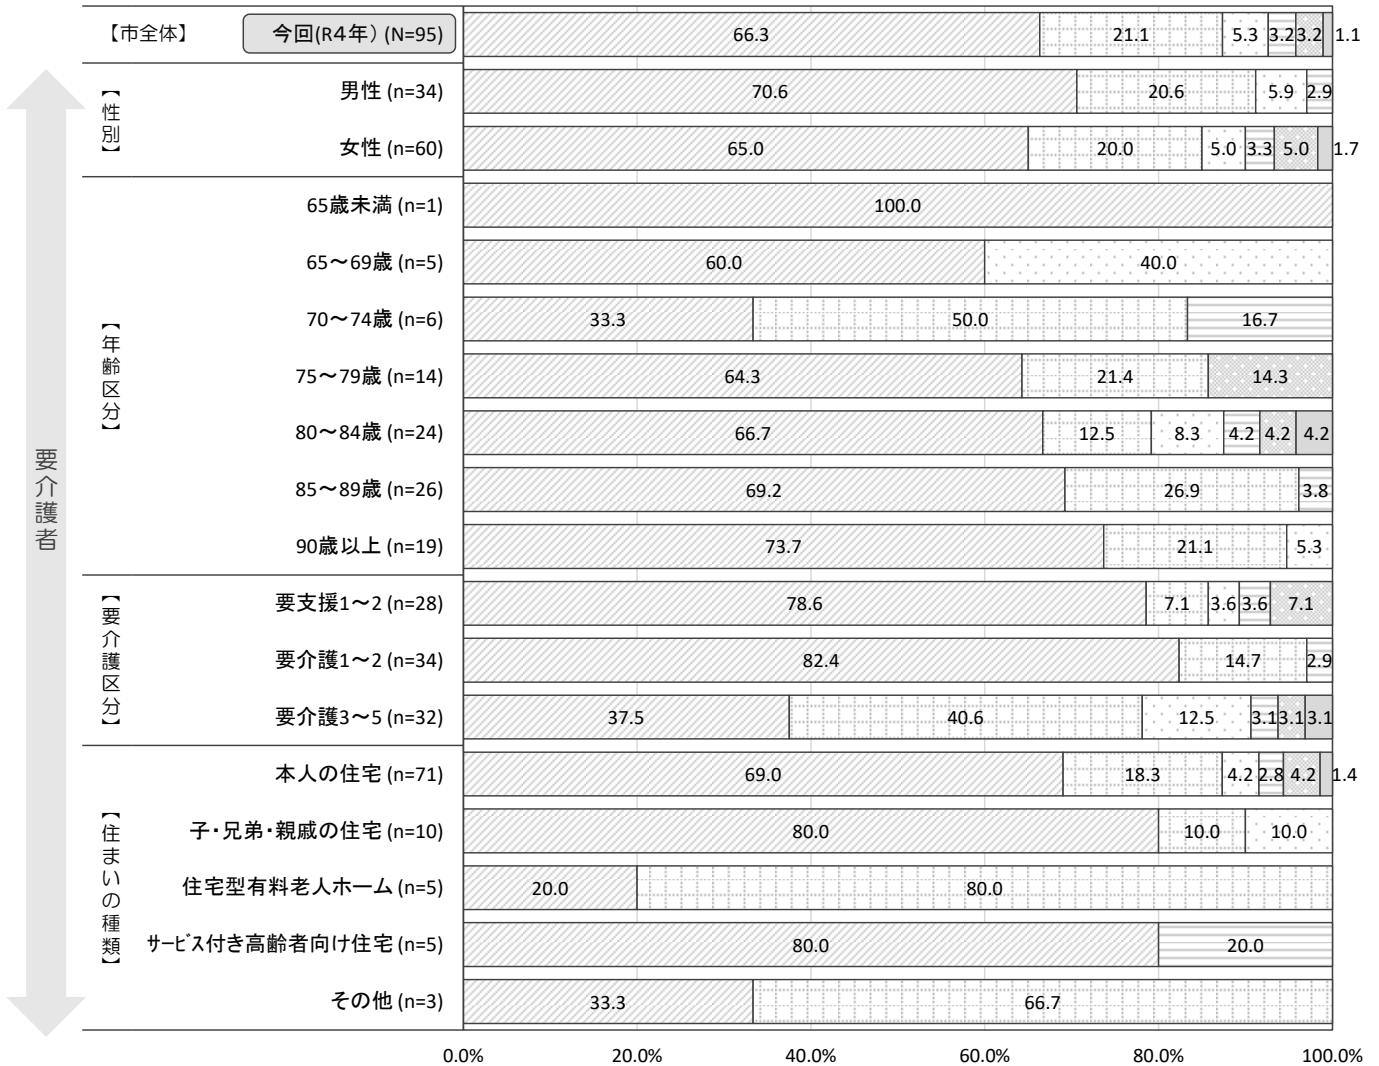 【市全体】 今回(R4年) (N=95) 66.3 21.1 5.3 3.2 3.2 1.1
要介護者
【性別】
男性 (n=34) 70.6 20.6 5.9 2.9
女性 (n=60) 65.0 20.0 5.0 3.3 5.0 1.7
【年齢区分】
65歳未満 (n=1) 100.0
65～69歳 (n=5) 60.0 40.0
70～74歳 (n=6) 33.3 50.0 16.7
75～79歳 (n=14) 64.3 21.4 14.3
80～84歳 (n=24) 66.7 12.5 8.3 4.2 4.2 4.2
85～89歳 (n=26) 69.2 26.9 3.8
90歳以上 (n=19) 73.7 21.1 5.3
【要介護区分】
要支援1～2 (n=28) 78.6 7.1 3.6 3.6 7.1
要介護1～2 (n=34) 82.4 14.7 2.9
要介護3～5 (n=32) 37.5 40.6 12.5 3.1 3.1 3.1
【住まいの種類】
本人の住宅 (n=71) 69.0 18.3 4.2 2.8 4.2 1.4
子・兄弟・親戚の住宅 (n=10) 80.0 10.0 10.0
住宅型有料老人ホーム (n=5) 20.0 80.0
ｻｰﾋﾞｽ付き高齢者向け住宅 (n=5) 80.0 20.0
その他 (n=3) 33.3 66.7
0.0% 20.0% 40.0% 60.0% 80.0% 100.0%